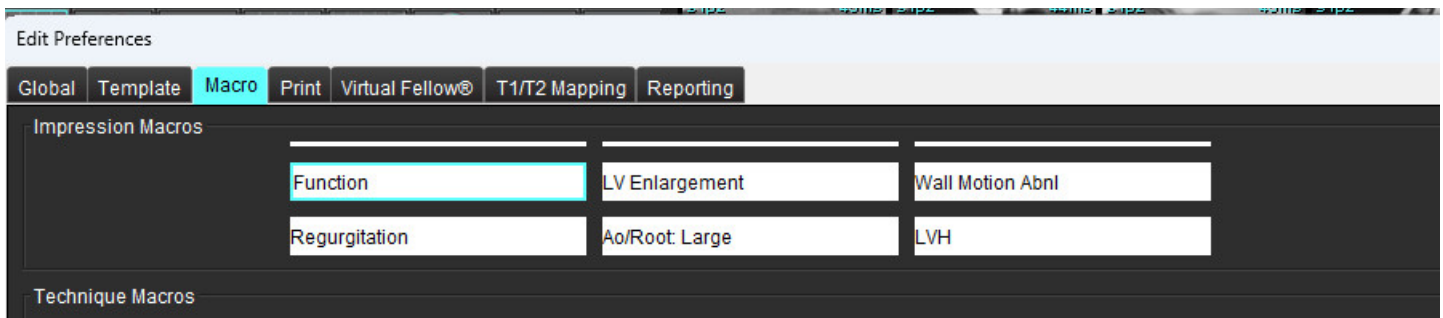 Edit Preferences
Global Template Macro Print Virtual Fellow® T1/T2 Mapping Reporting
Impression Macros
Function LV Enlargement Wall Motion Abnl
Regurgitation Ao/Root: Large LVH
Technique Macros